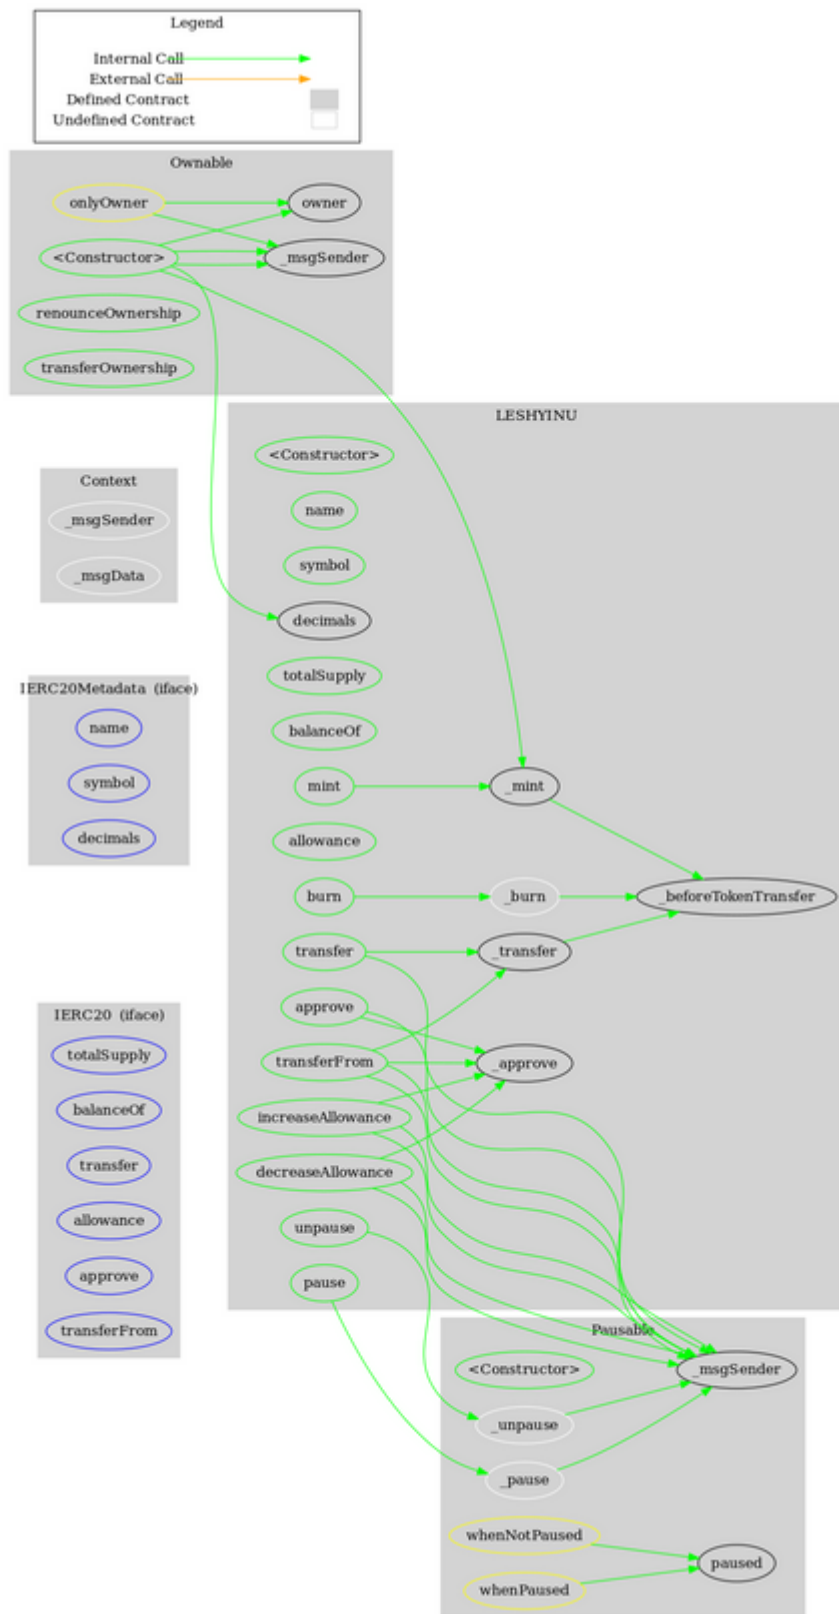 Legend
Internal Call
External Call
Defined Contract
Undefined Contract
Ownable
onlyOwner
owner
<Constructor>
_msgSender
renounceOwnership
transferOwnership
LESHYINU
<Constructor>
name
symbol
decimals
totalSupply
balanceOf
mint
_mint
allowance
burn
_burn
_beforeTokenTransfer
transfer
_transfer
approve
transferFrom
_approve
increaseAllowance
decreaseAllowance
unpause
pause
Context
_msgSender
_msgData
IERC20Metadata (iface)
name
symbol
decimals
IERC20 (iface)
totalSupply
balanceOf
transfer
allowance
approve
transferFrom
Pausable
<Constructor>
_msgSender
_unpause
_pause
whenNotPaused
paused
whenPaused